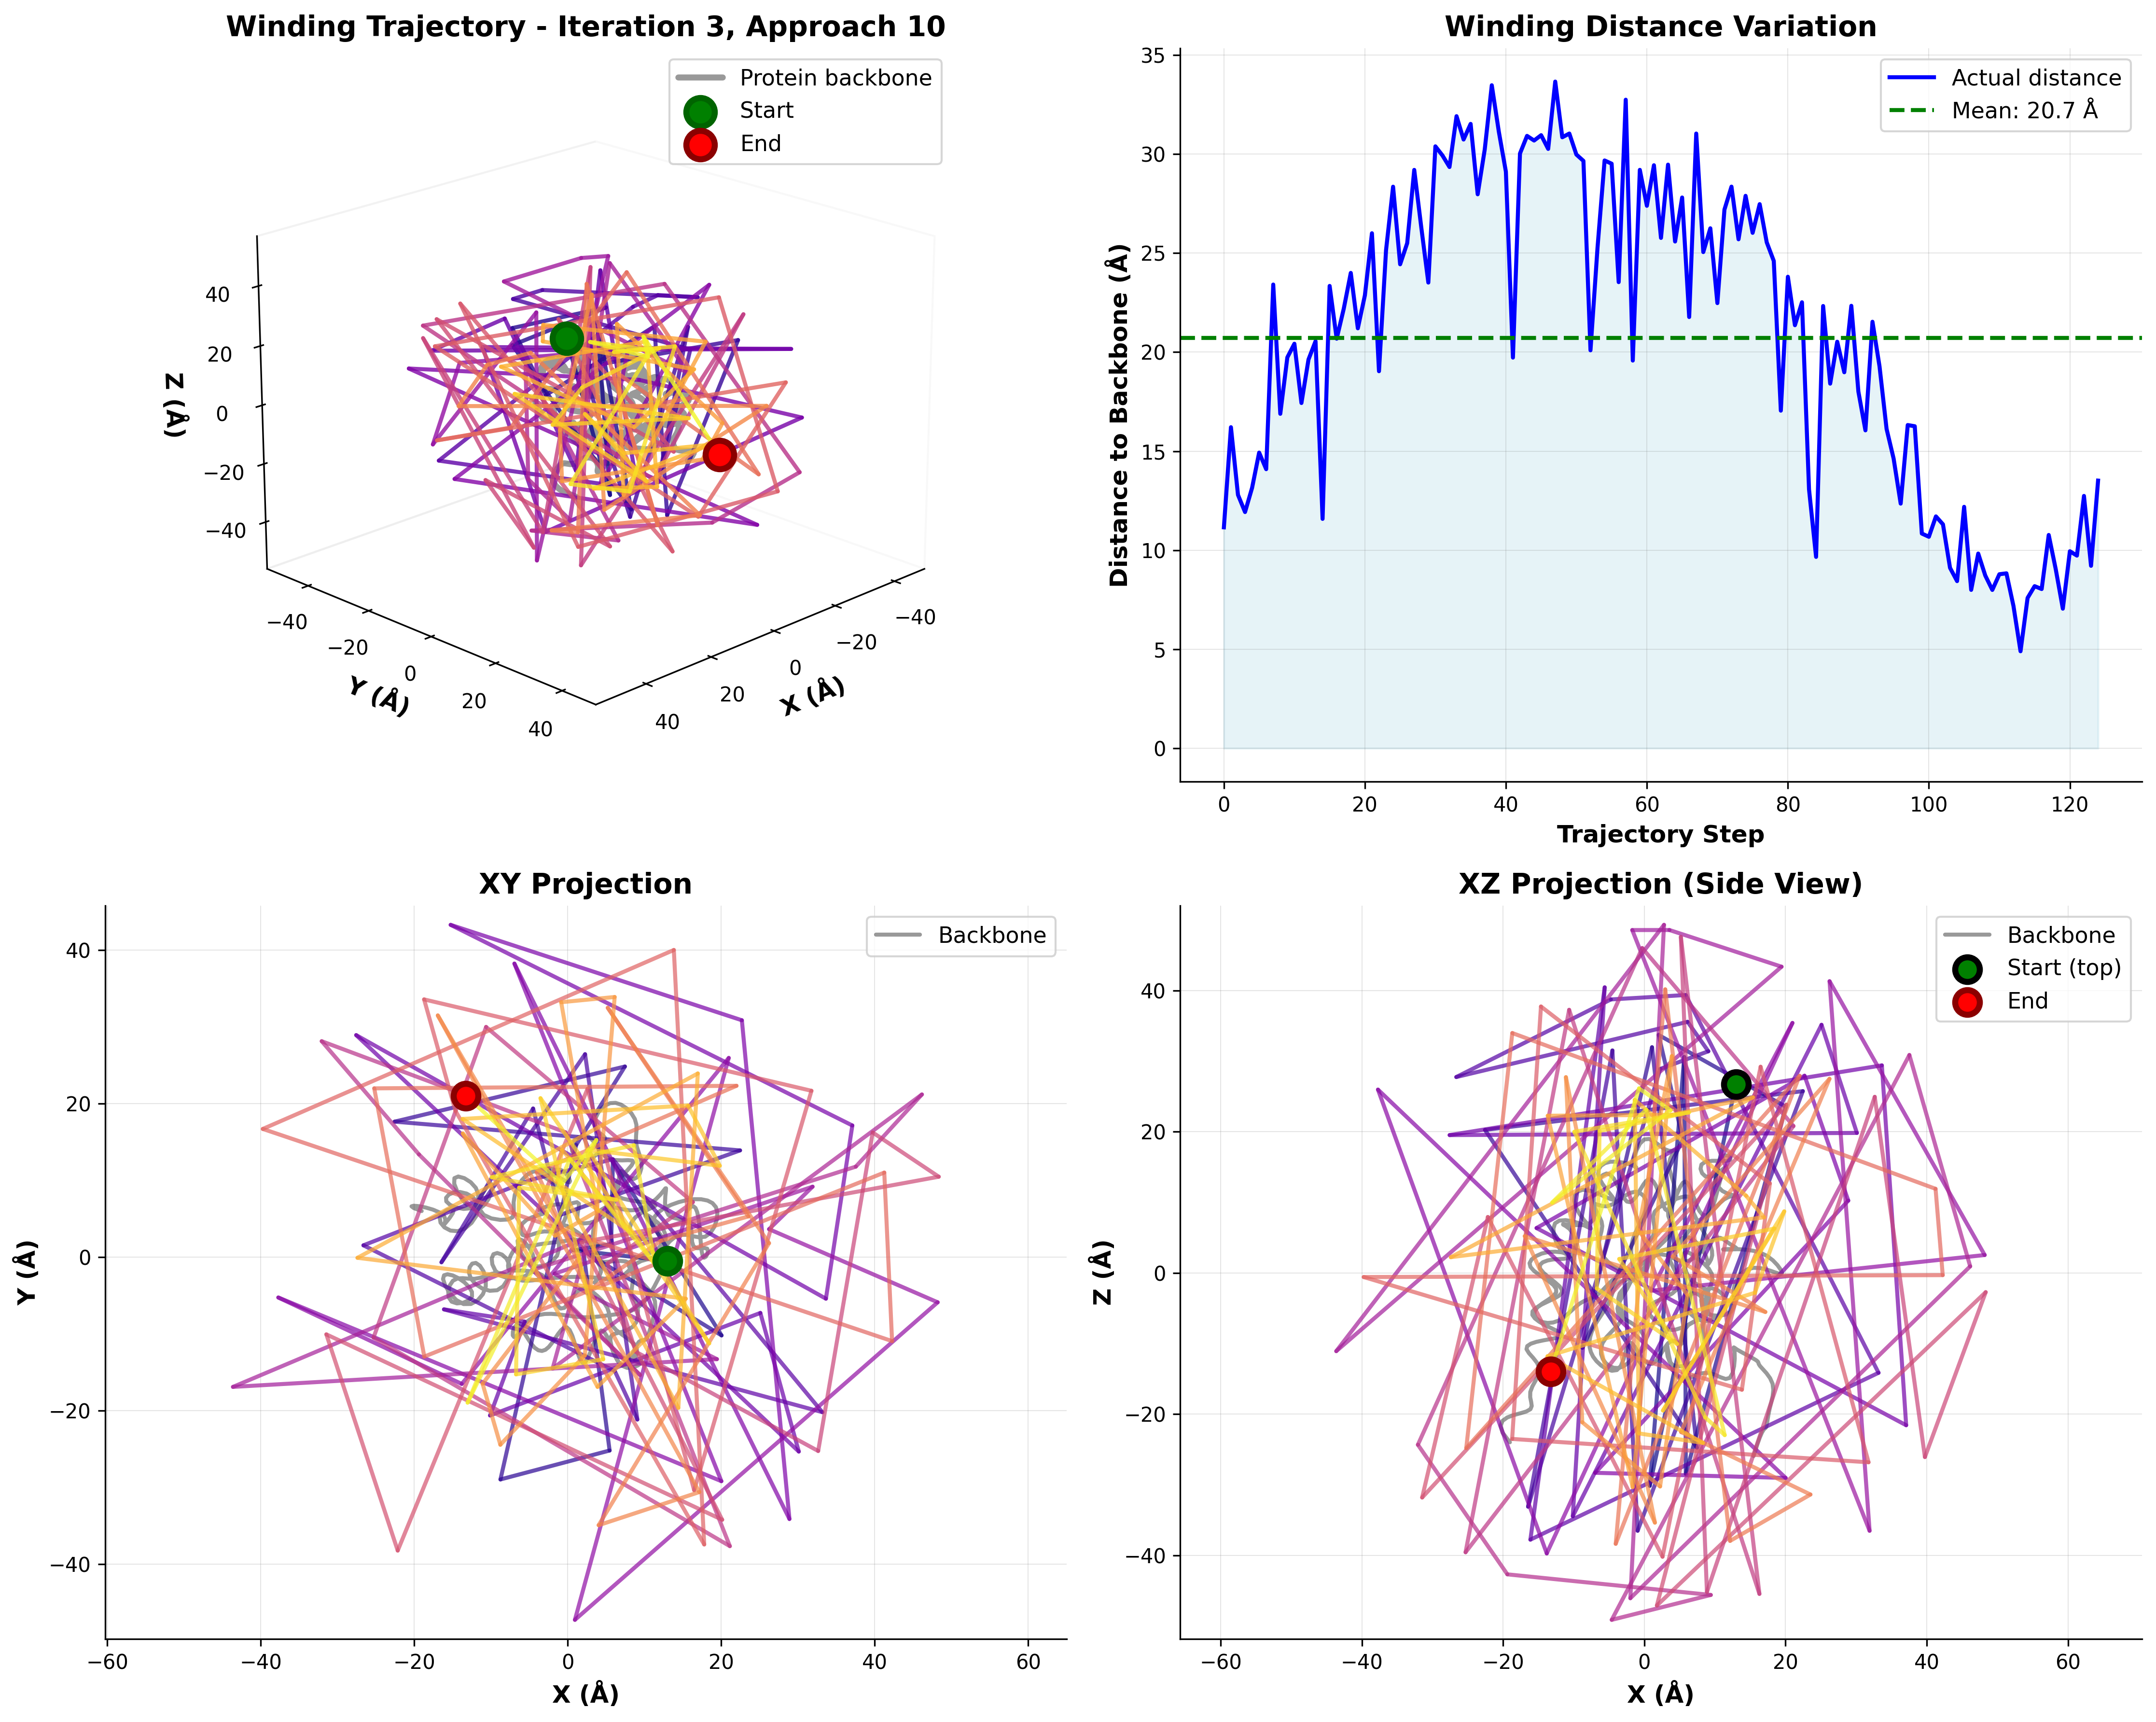 Winding Trajectory - Iteration 3, Approach 10
Protein backbone
Start
End
40
20
0
−20
−40
Z (Å)
−40
−20
0
20
40
Y (Å)
40
20
0
−20
−40
X (Å)
Winding Distance Variation
Actual distance
Mean: 20.7 Å
35
30
25
20
15
10
5
0
Distance to Backbone (Å)
0
20
40
60
80
100
120
Trajectory Step
XY Projection
Backbone
40
20
0
−20
−40
Y (Å)
−60
−40
−20
0
20
40
60
X (Å)
XZ Projection (Side View)
Backbone
Start (top)
End
40
20
0
−20
−40
Z (Å)
−60
−40
−20
0
20
40
60
X (Å)